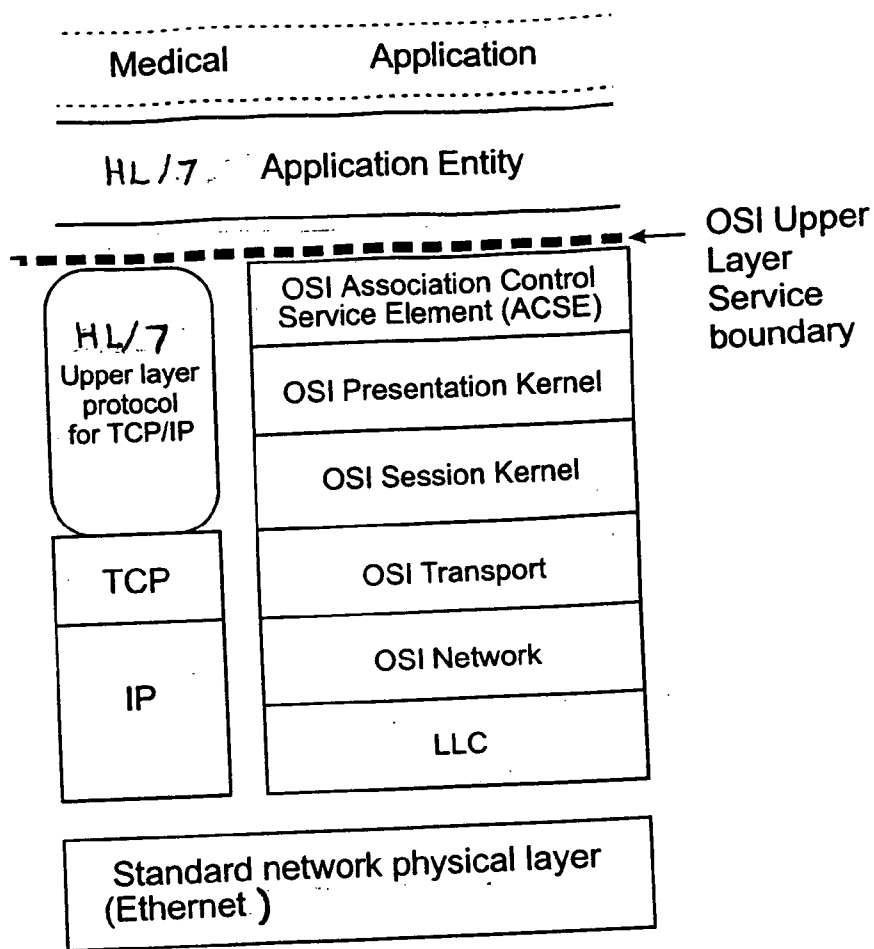 Medical Application
HL/7 Application Entity
OSI Upper
Layer
Service
boundary
HL/7
Upper layer
protocol
for TCP/IP
TCP
IP
OSI Association Control
Service Element (ACSE)
OSI Presentation Kernel
OSI Session Kernel
OSI Transport
OSI Network
LLC
Standard network physical layer
(Ethernet)